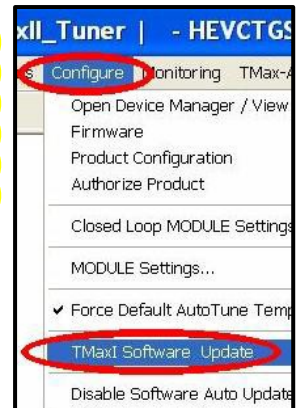 xII_Tuner | - HEVCTGS
s Configure Monitoring TMax-
Open Device Manager / View
Firmware
Product Configuration
Authorize Product
Closed Loop MODULE Settings
MODULE Settings...
✔ Force Default AutoTune Temp
TMaxI Software Update
Disable Software Auto Update